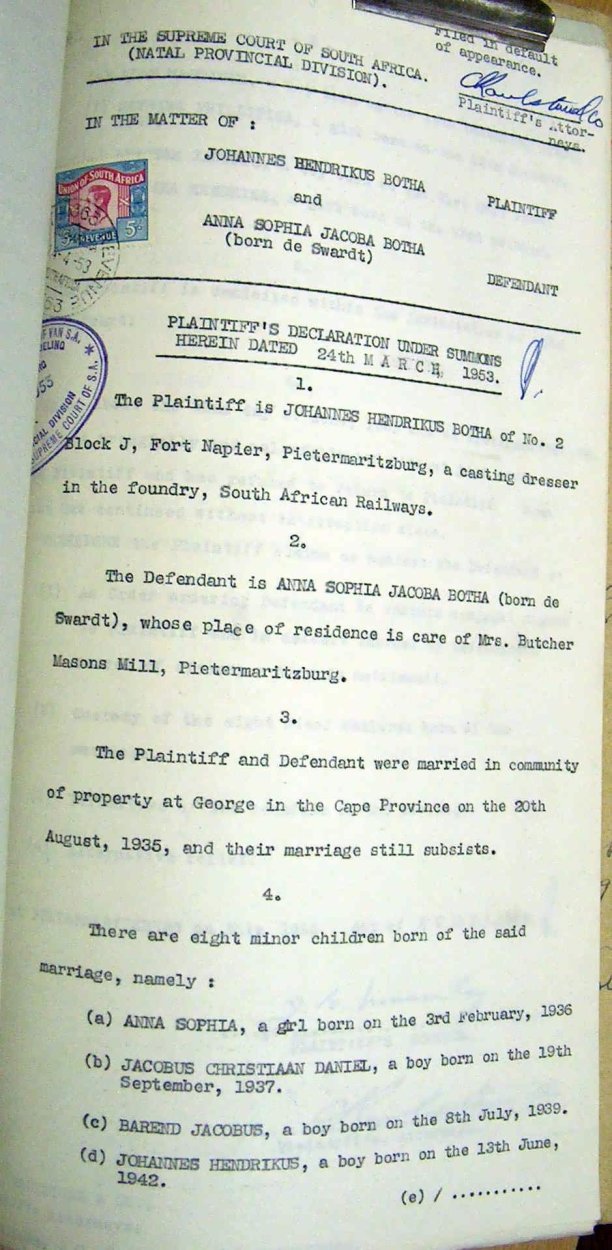 Filed in default
of appearance.
IN THE SUPREME COURT OF SOUTH AFRICA.
(NATAL PROVINCIAL DIVISION).
Plaintiff's Attor-
neys.
IN THE MATTER OF :
JOHANNES HENDRIKUS BOTHA PLAINTIFF
and
ANNA SOPHIA JACOBA BOTHA
(born de Swardt) DEFENDANT
UNION OF SOUTH AFRICA
REVENUE
PLAINTIFF'S DECLARATION UNDER SUMMONS
HEREIN DATED 24th MARCH, 1953.
VAN S.A.
SUPREME COURT OF S.A.
1.
The Plaintiff is JOHANNES HENDRIKUS BOTHA of No. 2
Block J, Fort Napier, Pietermaritzburg, a casting dresser
in the foundry, South African Railways.
2.
The Defendant is ANNA SOPHIA JACOBA BOTHA (born de
Swardt), whose place of residence is care of Mrs. Butcher
Masons Mill, Pietermaritzburg.
3.
The Plaintiff and Defendant were married in community
of property at George in the Cape Province on the 20th
August, 1935, and their marriage still subsists.
4.
There are eight minor children born of the said
marriage, namely :
(a) ANNA SOPHIA, a girl born on the 3rd February, 1936
(b) JACOBUS CHRISTIAAN DANIEL, a boy born on the 19th
September, 1937.
(c) BAREND JACOBUS, a boy born on the 8th July, 1939.
(d) JOHANNES HENDRIKUS, a boy born on the 13th June,
1942.
(e) / ...........